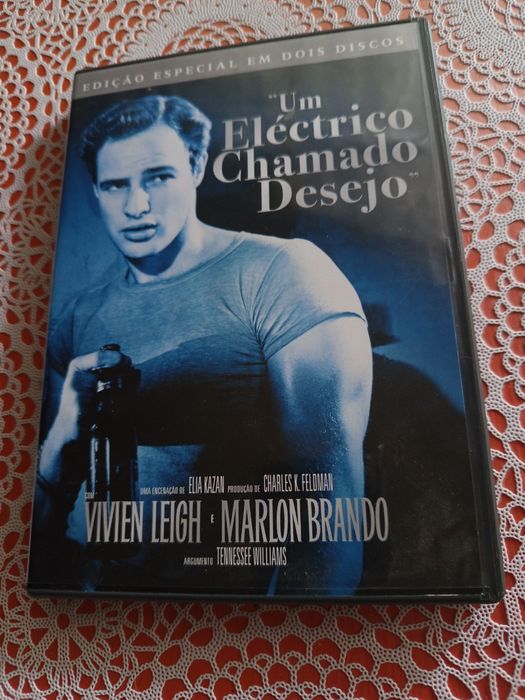 EDIÇÃO ESPECIAL EM DOIS DISCOS
"Um
Eléctrico
Chamado
Desejo"
UMA ENCENAÇÃO DE ELIA KAZAN PRODUÇÃO DE CHARLES K. FELDMAN
COM
VIVIEN LEIGH E MARLON BRANDO
ARGUMENTO TENNESSEE WILLIAMS